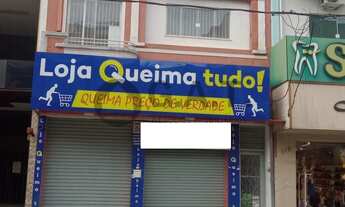 Loja Queima tudo!
QUEIMA PREÇO DE VERDADE
S